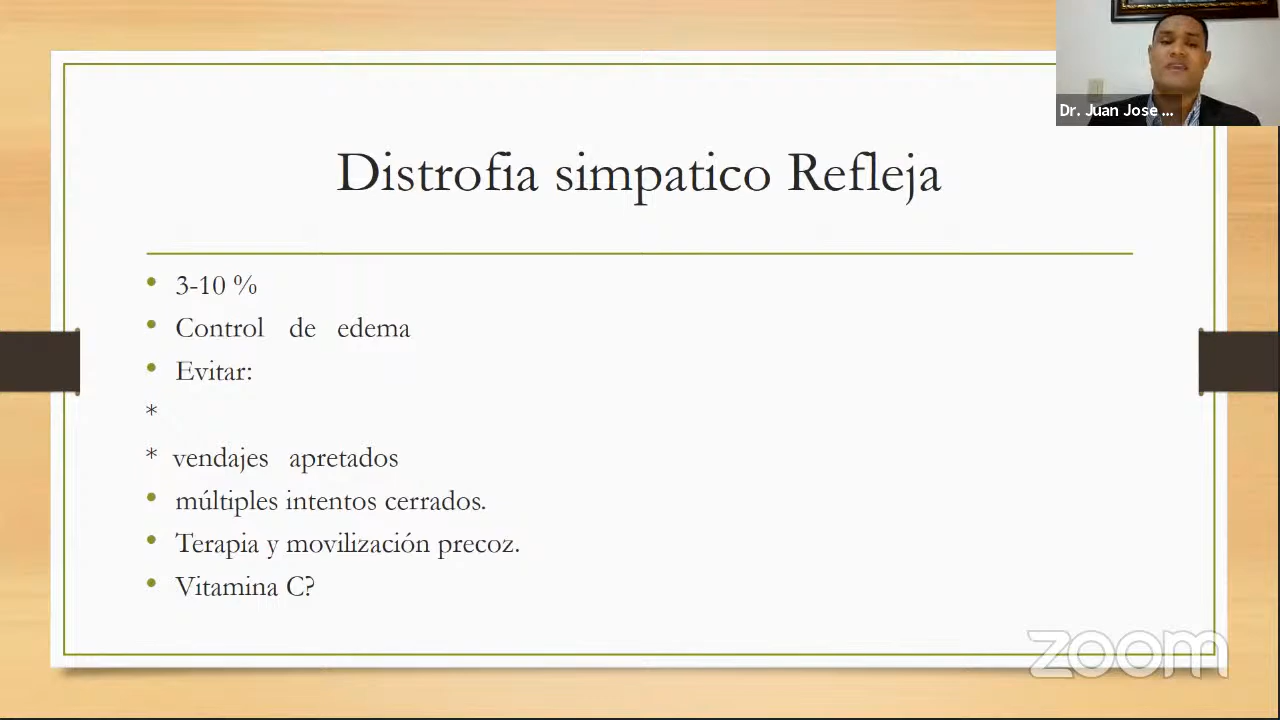 Dr. Juan Jose ...
Distrofia simpatico Refleja
• 3-10 %
• Control de edema
• Evitar:
*
* vendajes apretados
• múltiples intentos cerrados.
• Terapia y movilización precoz.
• Vitamina C?
zoom